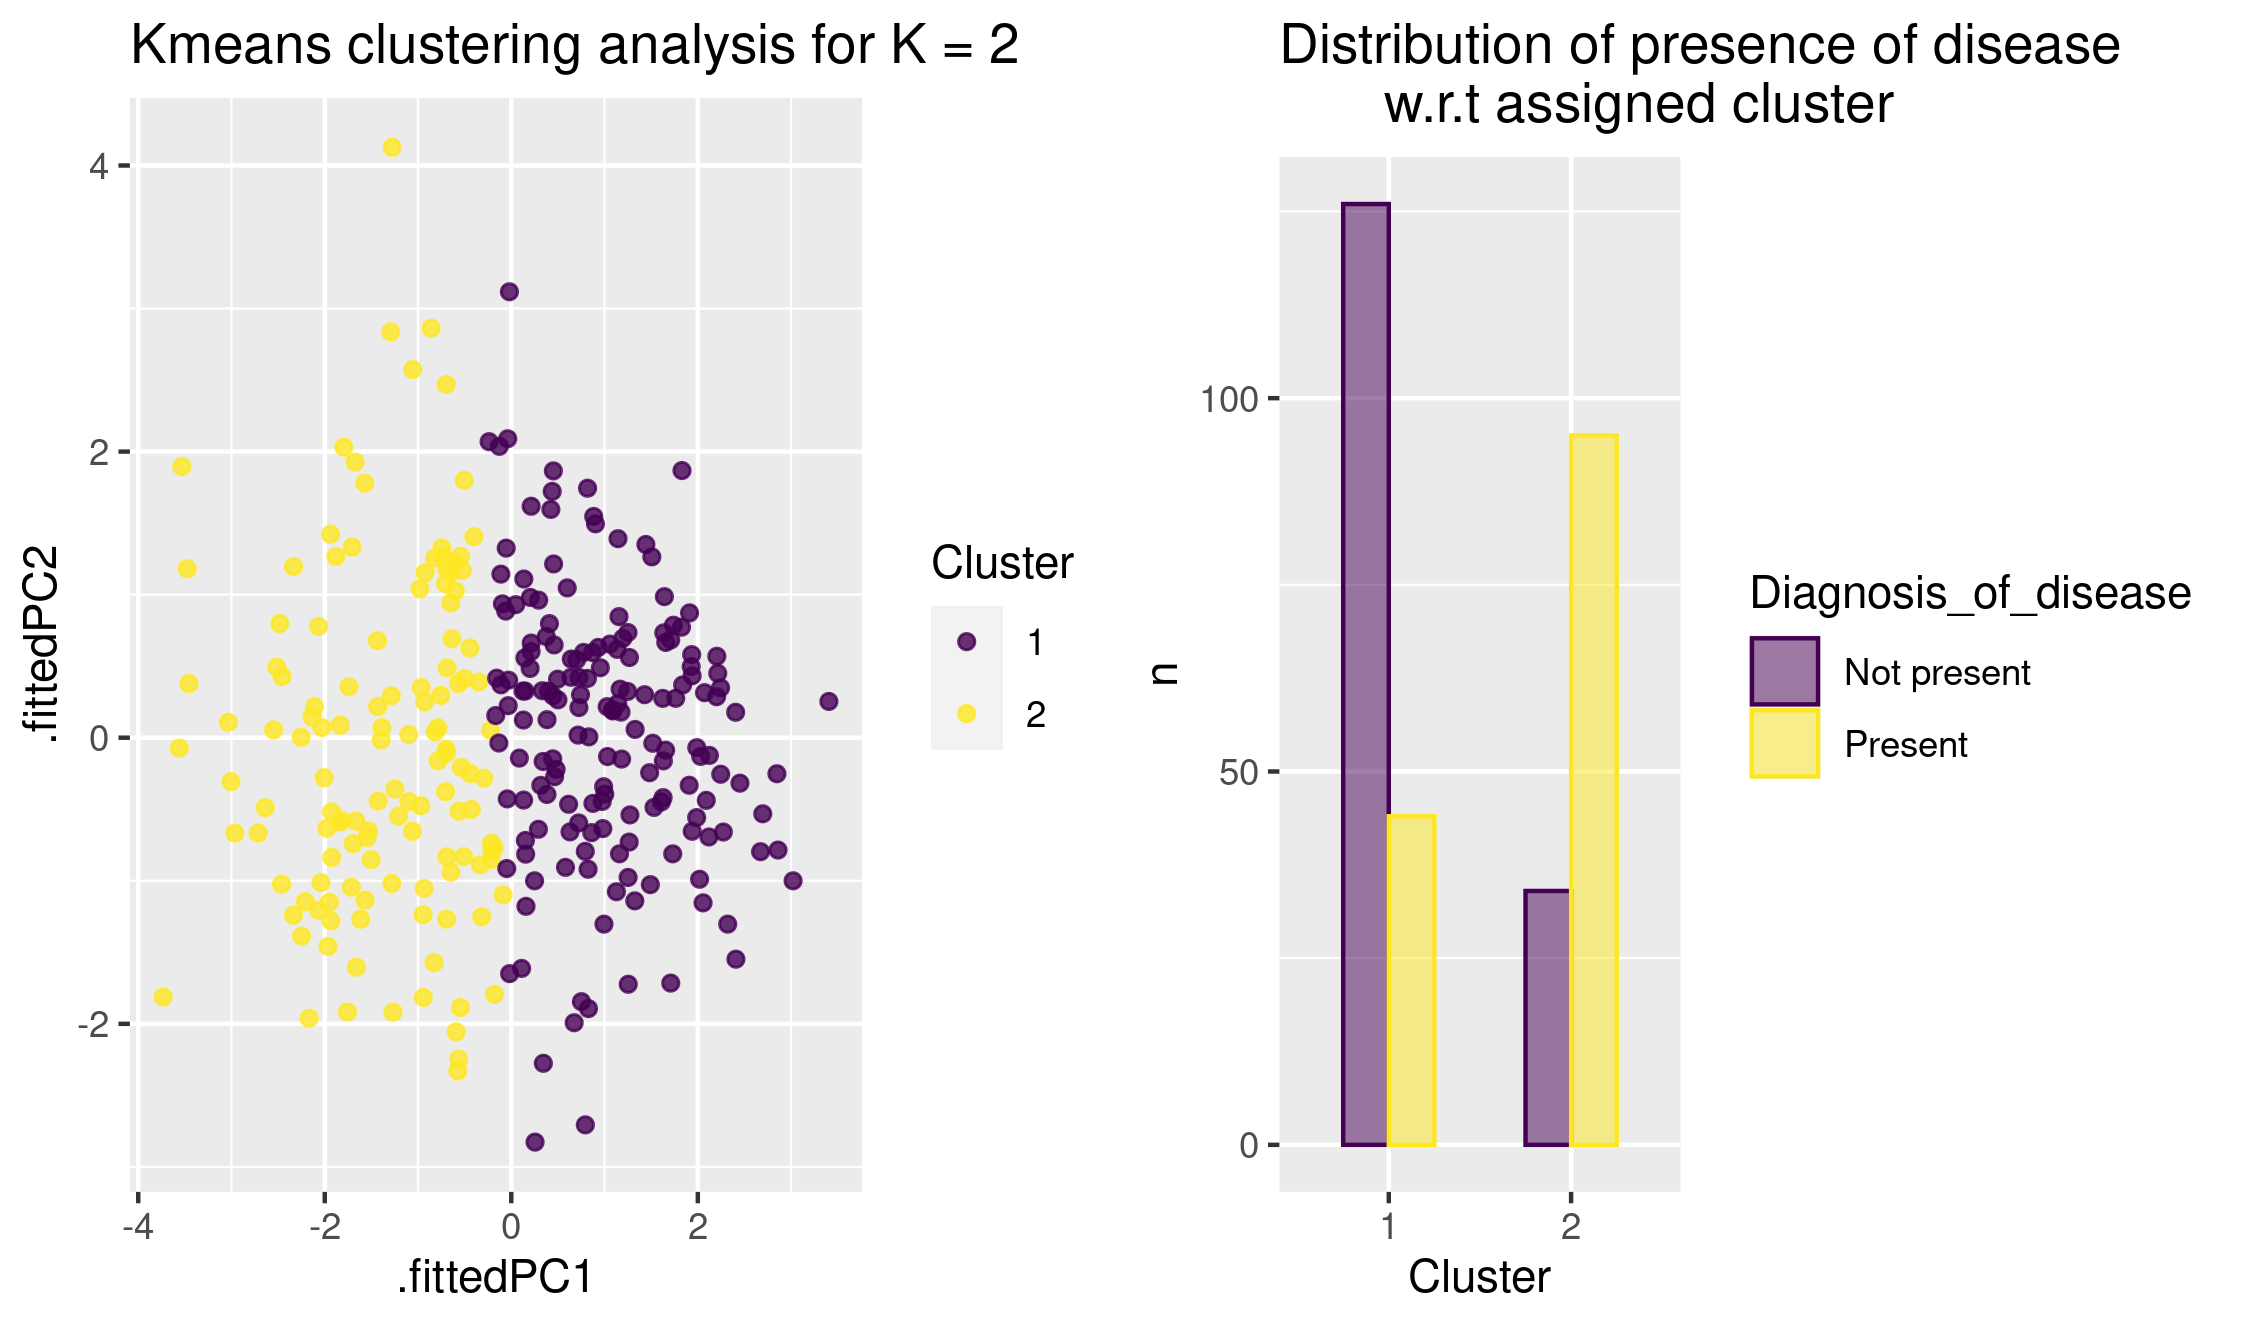 Kmeans clustering analysis for K = 2
.fittedPC2
4
2
0
-2
-4
-2
0
2
.fittedPC1
Cluster
1
2
Distribution of presence of disease
w.r.t assigned cluster
n
100
50
0
1
2
Cluster
Diagnosis_of_disease
Not present
Present